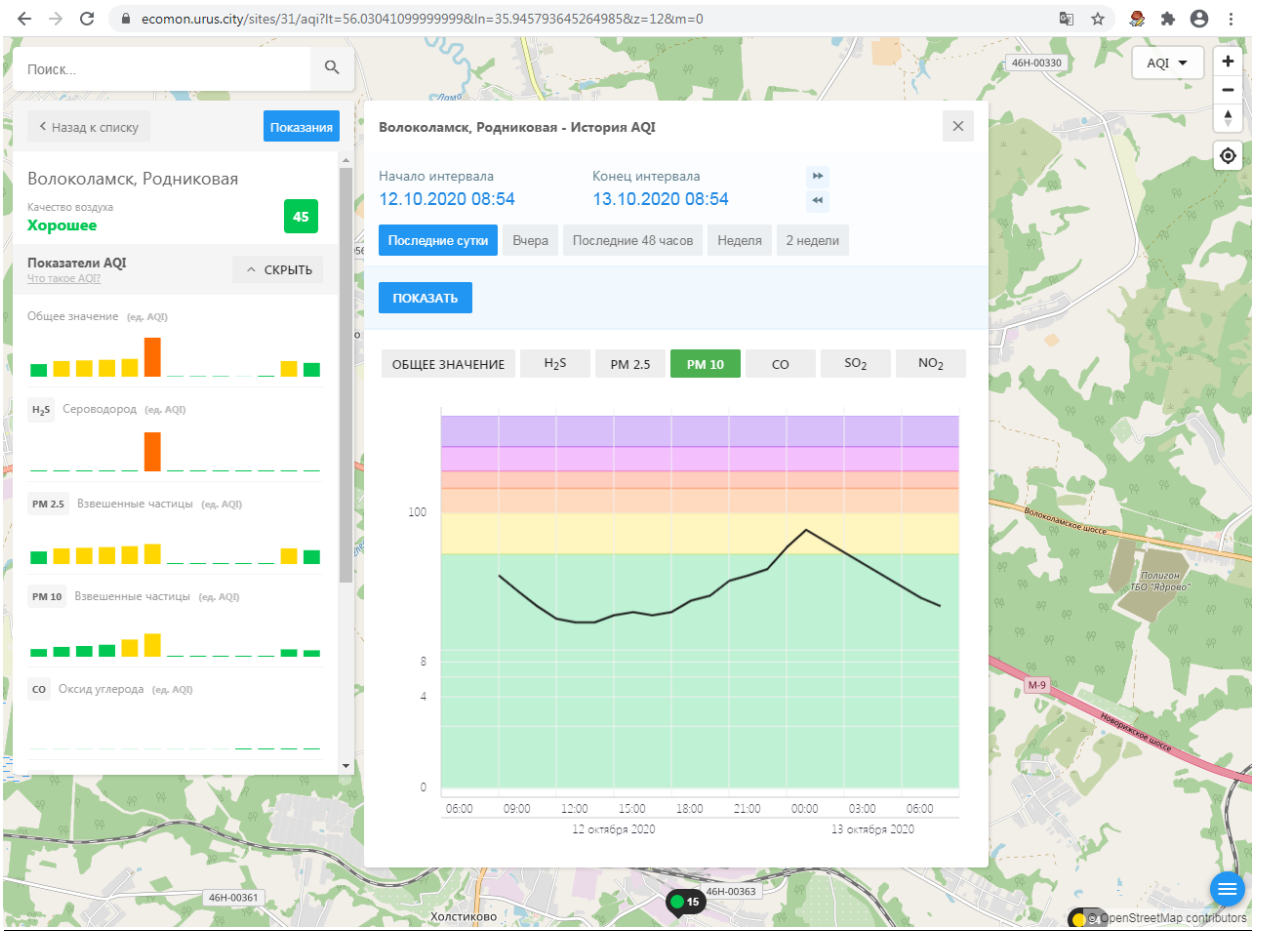 ecomon.urus.city/sites/31/aqi?lt=56.03041099999999&ln=35.945793645264985&z=12&m=0
Поиск...
46Н-00330
AQI
Назад к списку
Показания
Волоколамск, Родниковая
Качество воздуха
Хорошее
45
Показатели AQI
Что такое AQI?
СКРЫТЬ
Общее значение (ед. AQI)
H2S Сероводород (ед. AQI)
PM 2.5 Взвешенные частицы (ед. AQI)
PM 10 Взвешенные частицы (ед. AQI)
CO Оксид углерода (ед. AQI)
Волоколамск, Родниковая - История AQI
Начало интервала
12.10.2020 08:54
Конец интервала
13.10.2020 08:54
Последние сутки
Вчера
Последние 48 часов
Неделя
2 недели
ПОКАЗАТЬ
ОБЩЕЕ ЗНАЧЕНИЕ
H2S
PM 2.5
PM 10
CO
SO2
NO2
100
8
4
0
06:00 09:00 12:00 15:00 18:00 21:00 00:00 03:00 06:00
12 октября 2020
13 октября 2020
Волоколамское шоссе
Полигон
ТБО "Ядрово"
М-9
Новорижское шоссе
46Н-00361
46Н-00363
15
Холстиково
© OpenStreetMap contributors